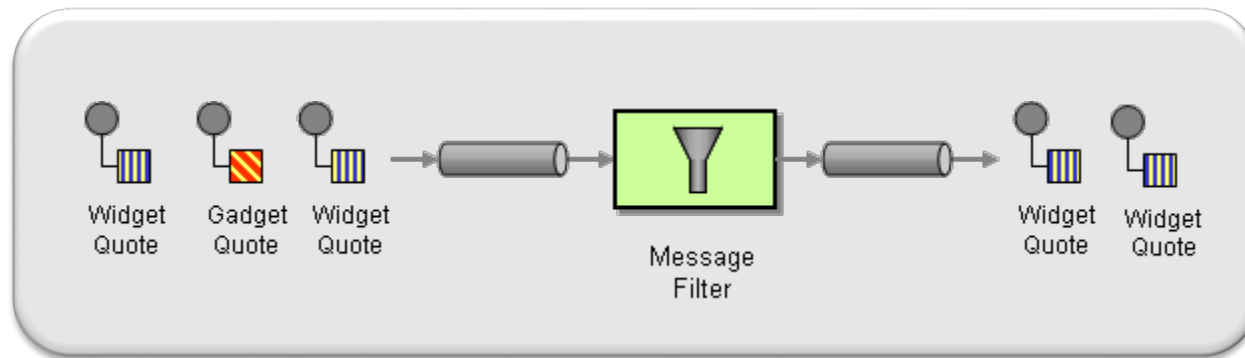 Widget
Quote
Gadget
Quote
Widget
Quote
Message
Filter
Widget
Quote
Widget
Quote